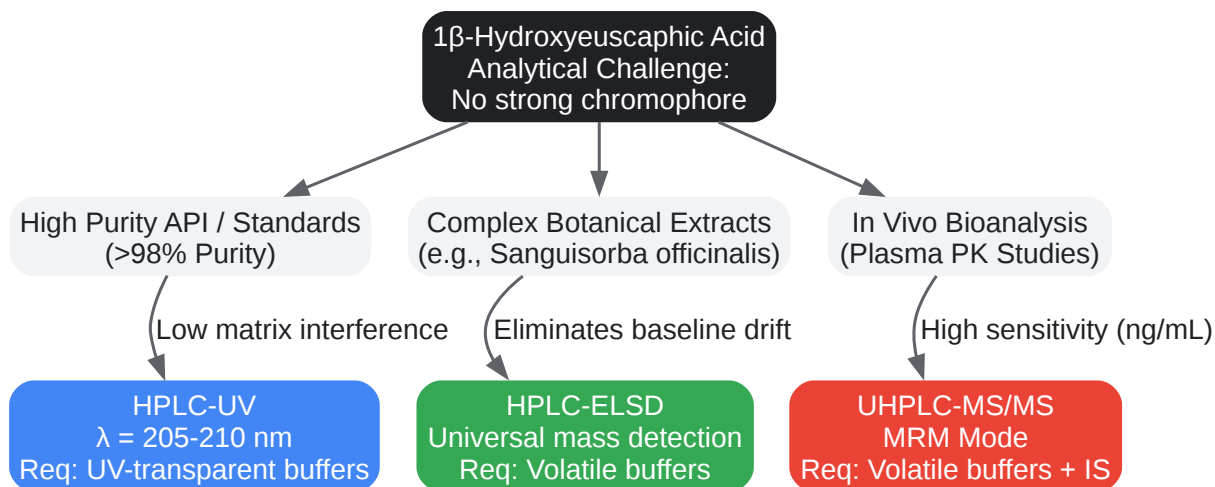 1β-Hydroxyeuscaphic Acid
Analytical Challenge:
No strong chromophore
High Purity API / Standards
(>98% Purity)
Complex Botanical Extracts
(e.g., Sanguisorba officinalis)
In Vivo Bioanalysis
(Plasma PK Studies)
Low matrix interference
Eliminates baseline drift
High sensitivity (ng/mL)
HPLC-UV
λ = 205-210 nm
Req: UV-transparent buffers
HPLC-ELSD
Universal mass detection
Req: Volatile buffers
UHPLC-MS/MS
MRM Mode
Req: Volatile buffers + IS